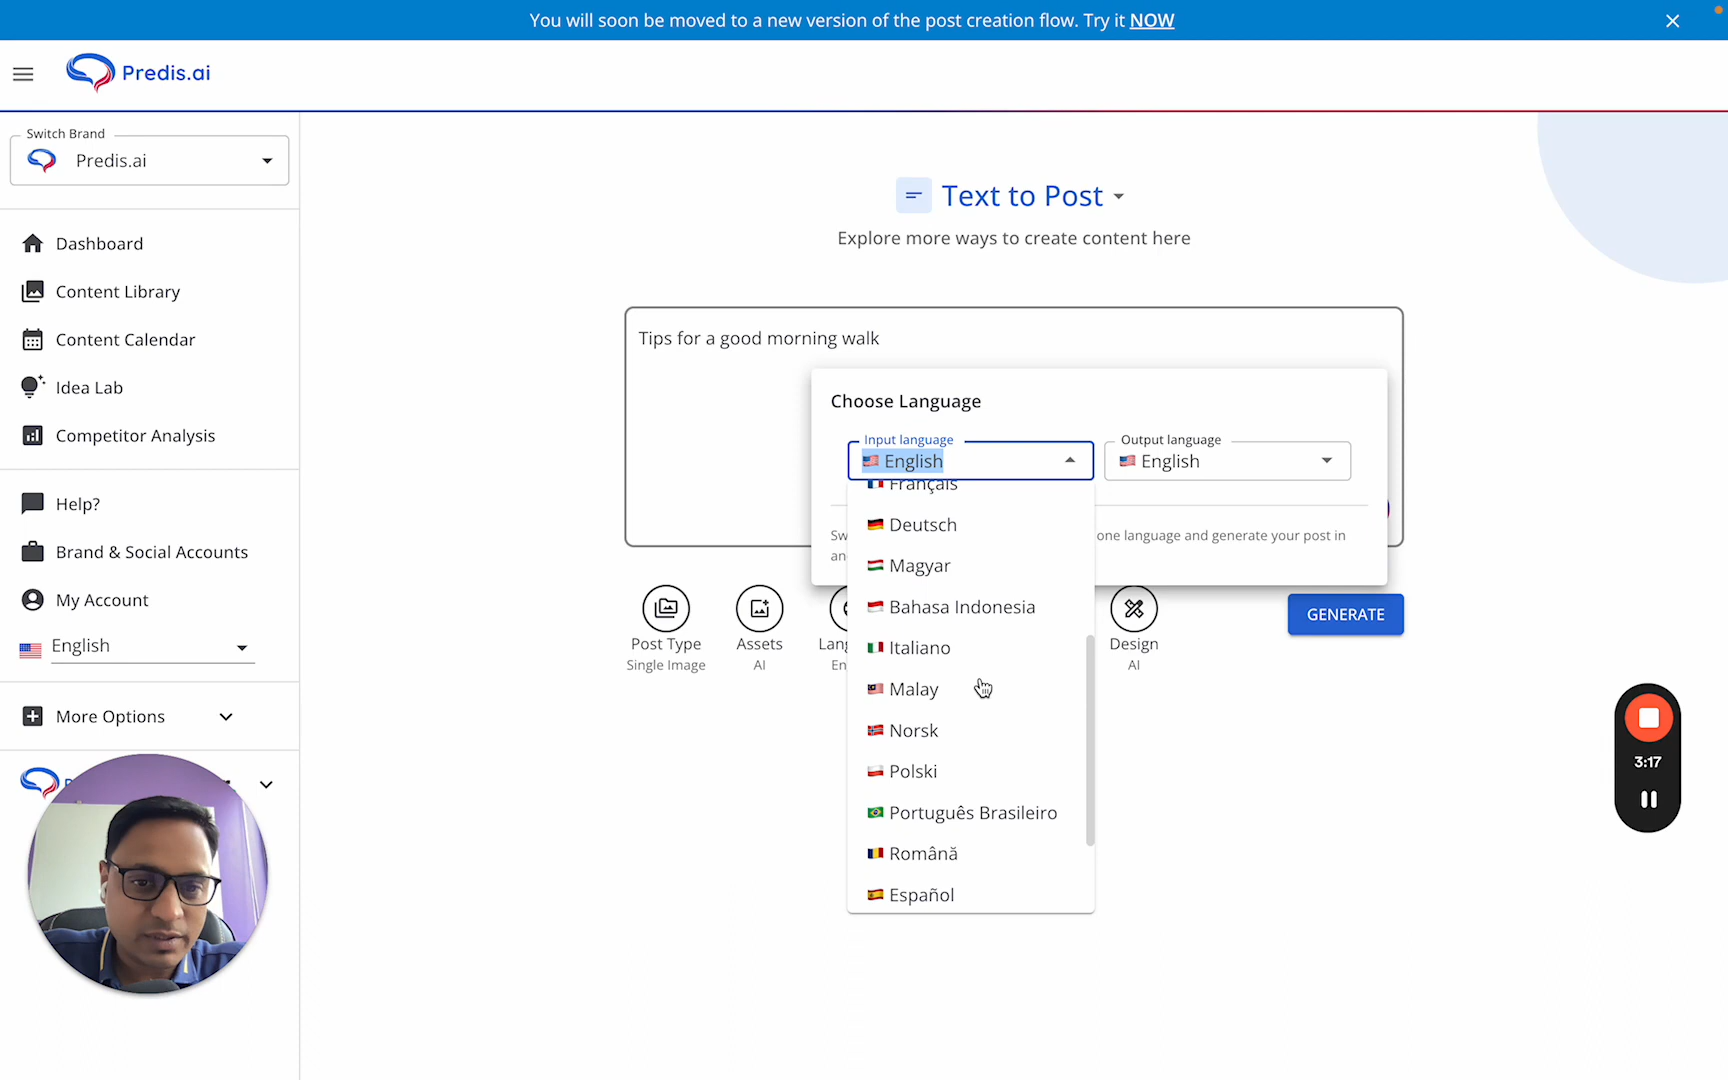 You will soon be moved to a new version of the post creation flow. Try it NOW
Predis.ai
Switch Brand
Predis.ai
Dashboard
Content Library
Content Calendar
Idea Lab
Competitor Analysis
Help?
Brand & Social Accounts
My Account
English
More Options
Text to Post
Explore more ways to create content here
Tips for a good morning walk
Choose Language
Input language
English
Output language
English
Français
Deutsch
Magyar
Bahasa Indonesia
Italiano
Malay
Norsk
Polski
Português Brasileiro
Română
Español
one language and generate your post in
Post Type
Single Image
Assets
AI
Design
AI
GENERATE
3:17